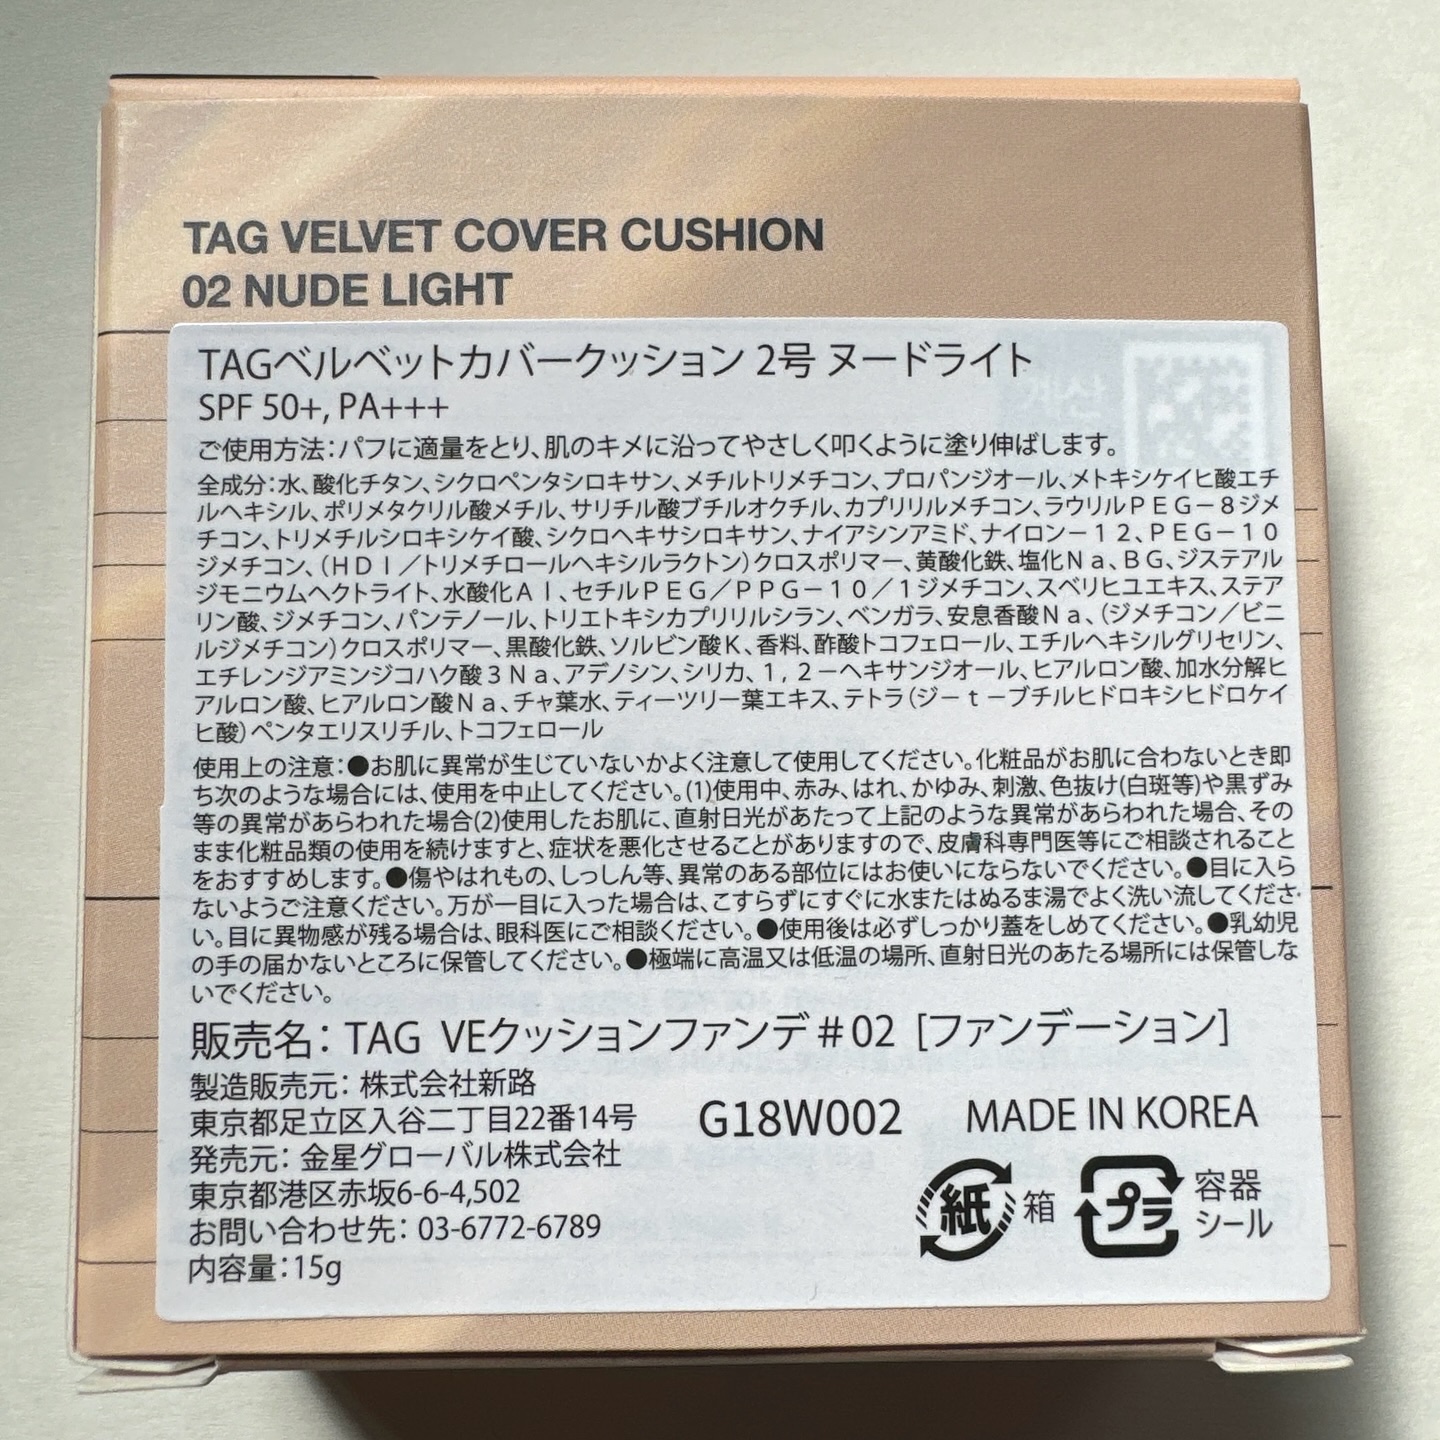 TAG VELVET COVER CUSHION
02 NUDE LIGHT
TAGベルベットカバークッション 2号 ヌードライト
계산
SPF 50+, PA+++
ご使用方法：パフに適量をとり、肌のキメに沿ってやさしく叩くように塗り伸ばします。
全成分：水、酸化チタン、シクロペンタシロキサン、メチルトリメチコン、プロパンジオール、メトキシケイヒ酸エチ
ルヘキシル、ポリメタクリル酸メチル、サリチル酸ブチルオクチル、カプリリルメチコン、ラウリルＰＥＧ－８ジメ
チコン、トリメチルシロキシケイ酸、シクロヘキサシロキサン、ナイアシンアミド、ナイロン－１２、ＰＥＧ－１０
ジメチコン、（ＨＤＩ／トリメチロールヘキシルラクトン）クロスポリマー、黄酸化鉄、塩化Ｎａ、ＢＧ、ジステアル
ジモニウムヘクトライト、水酸化Ａｌ、セチルＰＥＧ／ＰＰＧ－１０／１ジメチコン、スベリヒユエキス、ステア
リン酸、ジメチコン、パンテノール、トリエトキシカプリリルシラン、ベンガラ、安息香酸Ｎａ、（ジメチコン／ビニ
ルジメチコン）クロスポリマー、黒酸化鉄、ソルビン酸Ｋ、香料、酢酸トコフェロール、エチルヘキシルグリセリン、
エチレンジアミンジコハク酸３Ｎａ、アデノシン、シリカ、１，２－ヘキサンジオール、ヒアルロン酸、加水分解ヒ
アルロン酸、ヒアルロン酸Ｎａ、チャ葉水、ティーツリー葉エキス、テトラ（ジ－ｔ－ブチルヒドロキシヒドロケイ
ヒ酸）ペンタエリスリチル、トコフェロール
使用上の注意：●お肌に異常が生じていないかよく注意して使用してください。化粧品がお肌に合わないとき即
ち次のような場合には、使用を中止してください。(1)使用中、赤み、はれ、かゆみ、刺激、色抜け(白斑等)や黒ずみ
等の異常があらわれた場合(2)使用したお肌に、直射日光があたって上記のような異常があらわれた場合、その
まま化粧品類の使用を続けますと、症状を悪化させることがありますので、皮膚科専門医等にご相談されること
をおすすめします。●傷やはれもの、しっしん等、異常のある部位にはお使いにならないでください。●目に入ら
ないようご注意ください。万が一目に入った場合は、こすらずにすぐに水またはぬるま湯でよく洗い流してくださ
い。目に異物感が残る場合は、眼科医にご相談ください。●使用後は必ずしっかり蓋をしめてください。●乳幼児
の手の届かないところに保管してください。●極端に高温又は低温の場所、直射日光のあたる場所には保管しな
いでください。
販売名：TAG VEクッションファンデ＃02 [ファンデーション]
製造販売元：株式会社新路
東京都足立区入谷二丁目22番14号
発売元：金星グローバル株式会社
東京都港区赤坂6-6-4,502
お問い合わせ先：03-6772-6789
内容量：15g
G18W002 MADE IN KOREA
紙 箱
プラ 容器
シール